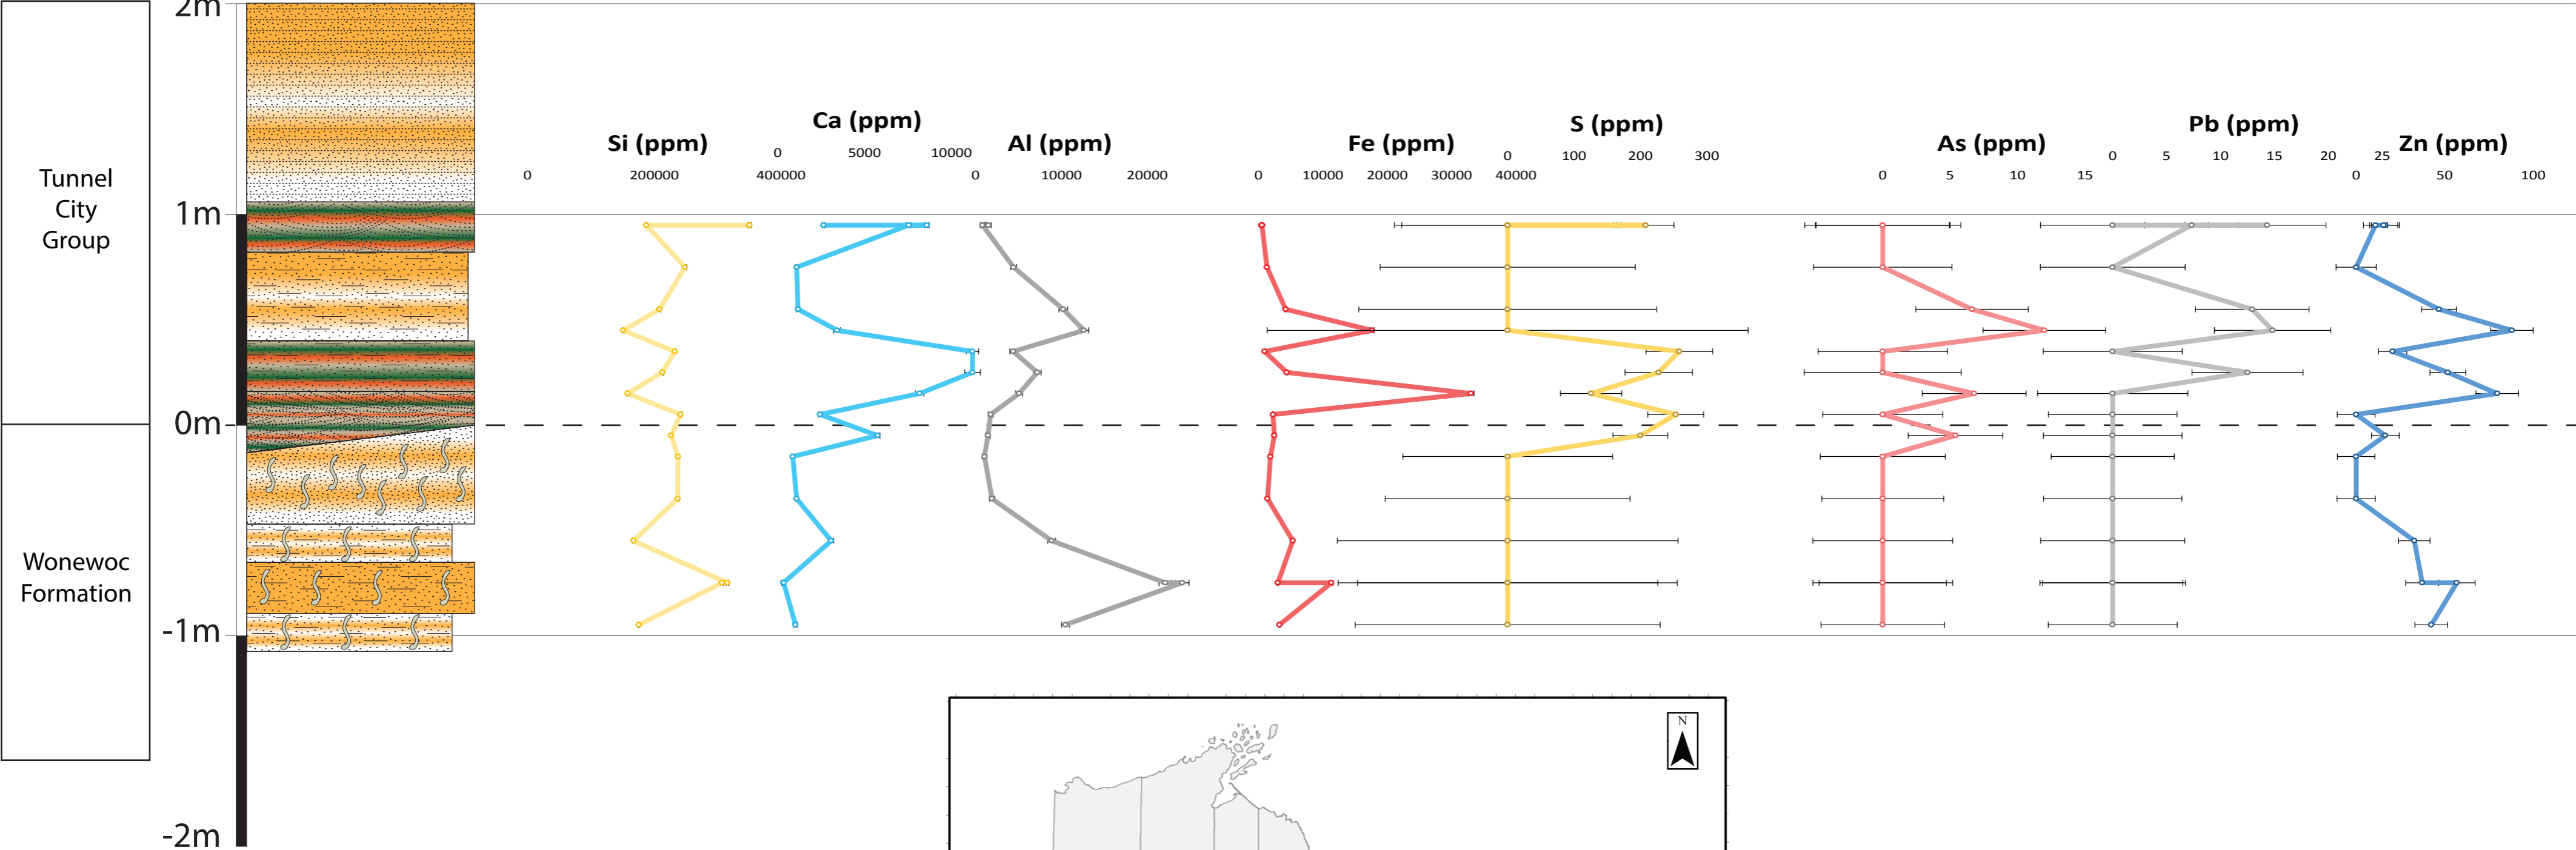 2m
1m
0m
-1m
-2m
Tunnel
City
Group
Wonewoc
Formation
Si (ppm)
0 200000 400000
Ca (ppm)
0 5000 10000
Al (ppm)
0 10000 20000
Fe (ppm)
0 10000 20000 30000 40000
S (ppm)
0 100 200 300
As (ppm)
0 5 10 15
Pb (ppm)
0 5 10 15 20 25
Zn (ppm)
0 50 100
N